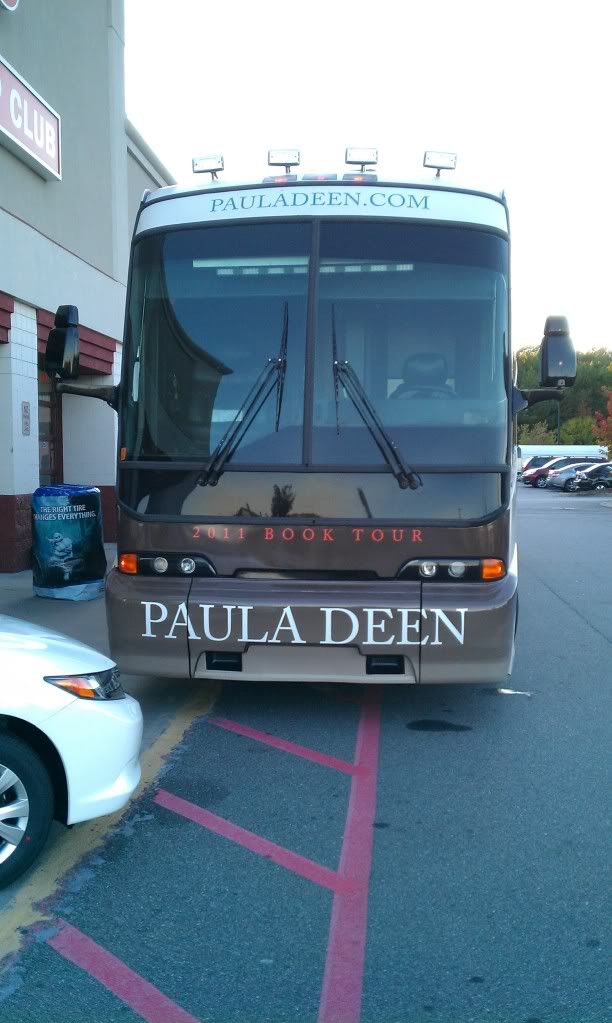 CLUB
PAULADEEN.COM
THE RIGHT TIRE
CHANGES EVERYTHING.
2011 BOOK TOUR
PAULA DEEN